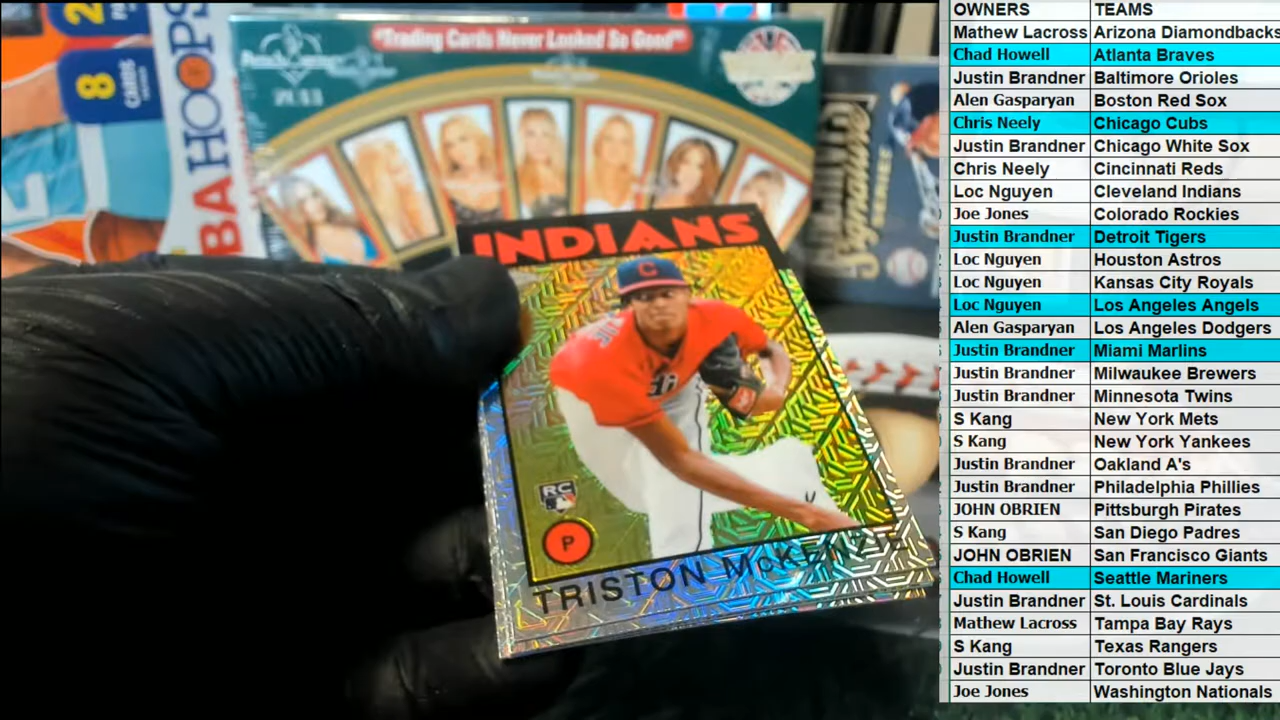 OWNERS TEAMS
Mathew Lacross Arizona Diamondbacks
Chad Howell Atlanta Braves
Justin Brandner Baltimore Orioles
Alen Gasparyan Boston Red Sox
Chris Neely Chicago Cubs
Justin Brandner Chicago White Sox
Chris Neely Cincinnati Reds
Loc Nguyen Cleveland Indians
Joe Jones Colorado Rockies
Justin Brandner Detroit Tigers
Loc Nguyen Houston Astros
Loc Nguyen Kansas City Royals
Loc Nguyen Los Angeles Angels
Alen Gasparyan Los Angeles Dodgers
Justin Brandner Miami Marlins
Justin Brandner Milwaukee Brewers
Justin Brandner Minnesota Twins
S Kang New York Mets
S Kang New York Yankees
Justin Brandner Oakland A's
Justin Brandner Philadelphia Phillies
JOHN OBRIEN Pittsburgh Pirates
S Kang San Diego Padres
JOHN OBRIEN San Francisco Giants
Chad Howell Seattle Mariners
Justin Brandner St. Louis Cardinals
Mathew Lacross Tampa Bay Rays
S Kang Texas Rangers
Justin Brandner Toronto Blue Jays
Joe Jones Washington Nationals
"Trading Cards Never Looked So Good"
8
CARDS
BAHOOPS
Signature
SERIES
INDIANS
C
RC
P
TRISTON McKENZIE